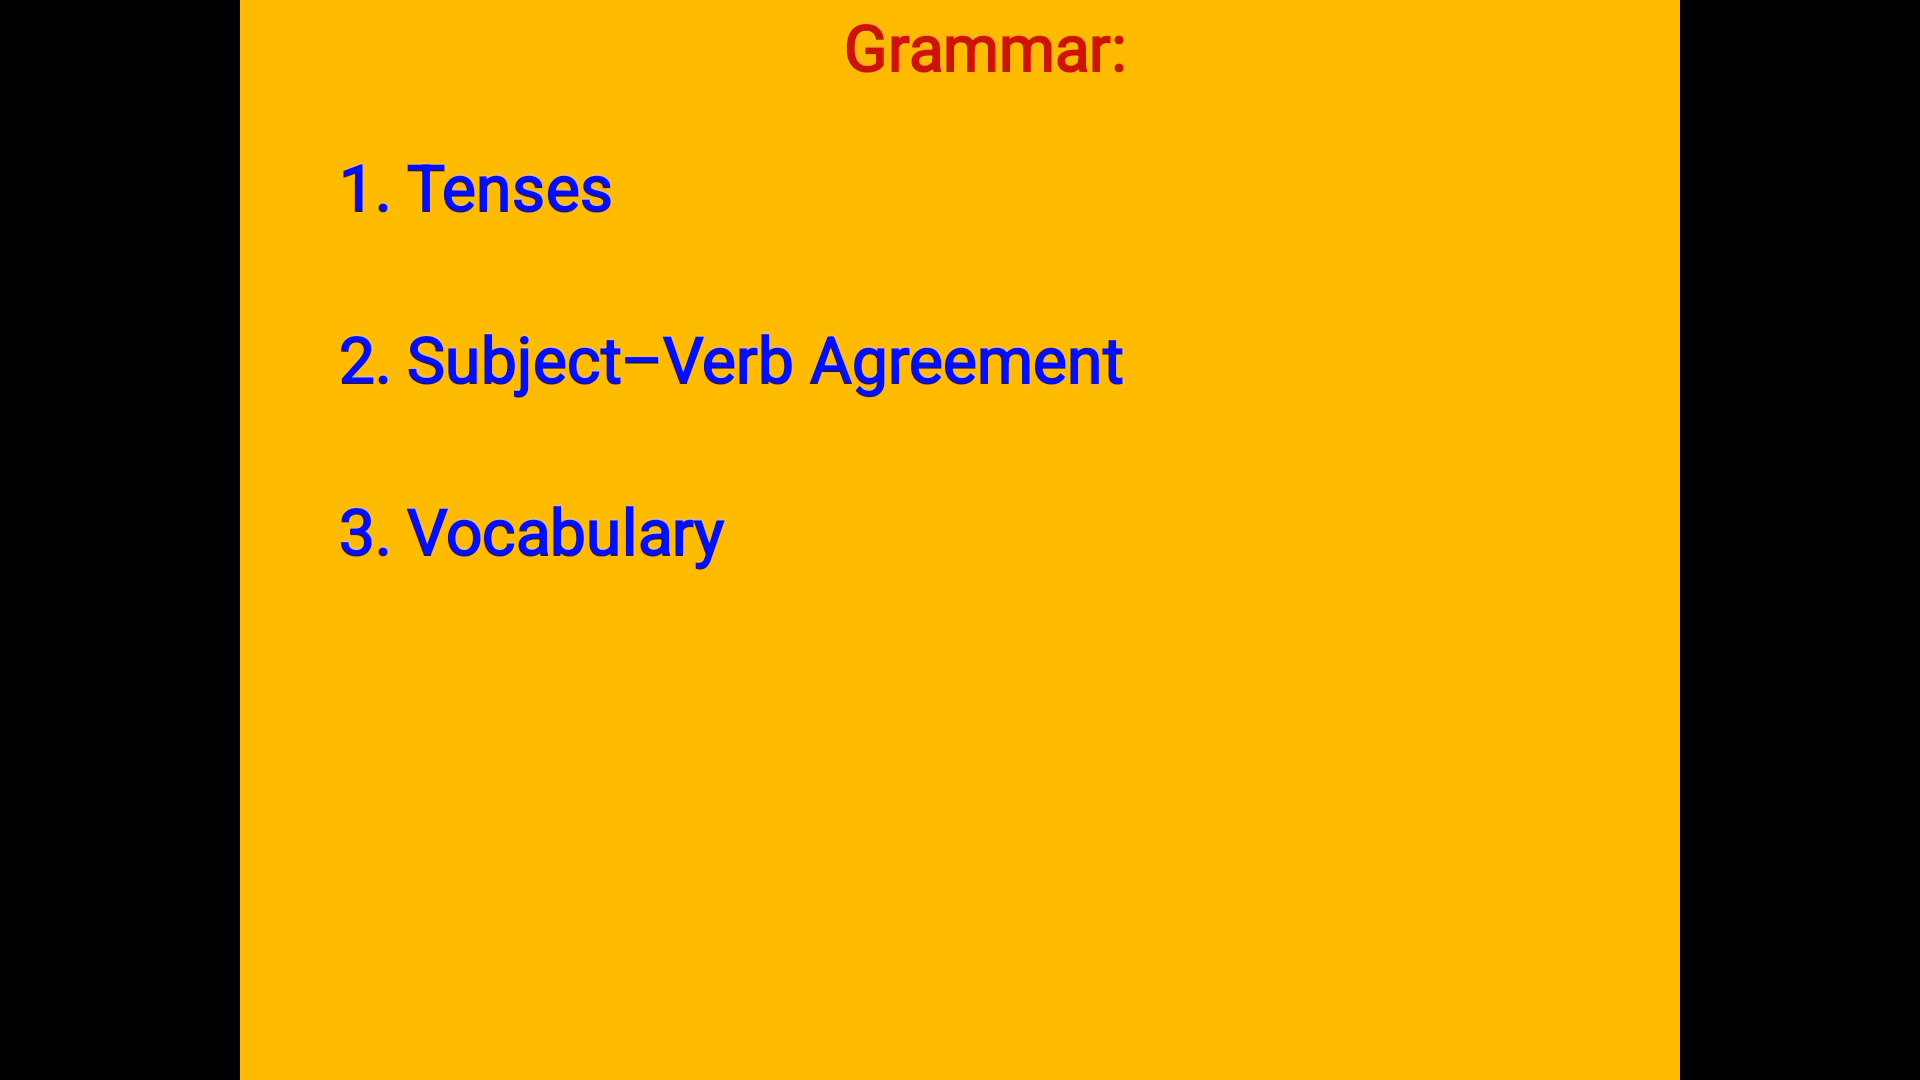 Grammar:
1. Tenses
2. Subject–Verb Agreement
3. Vocabulary